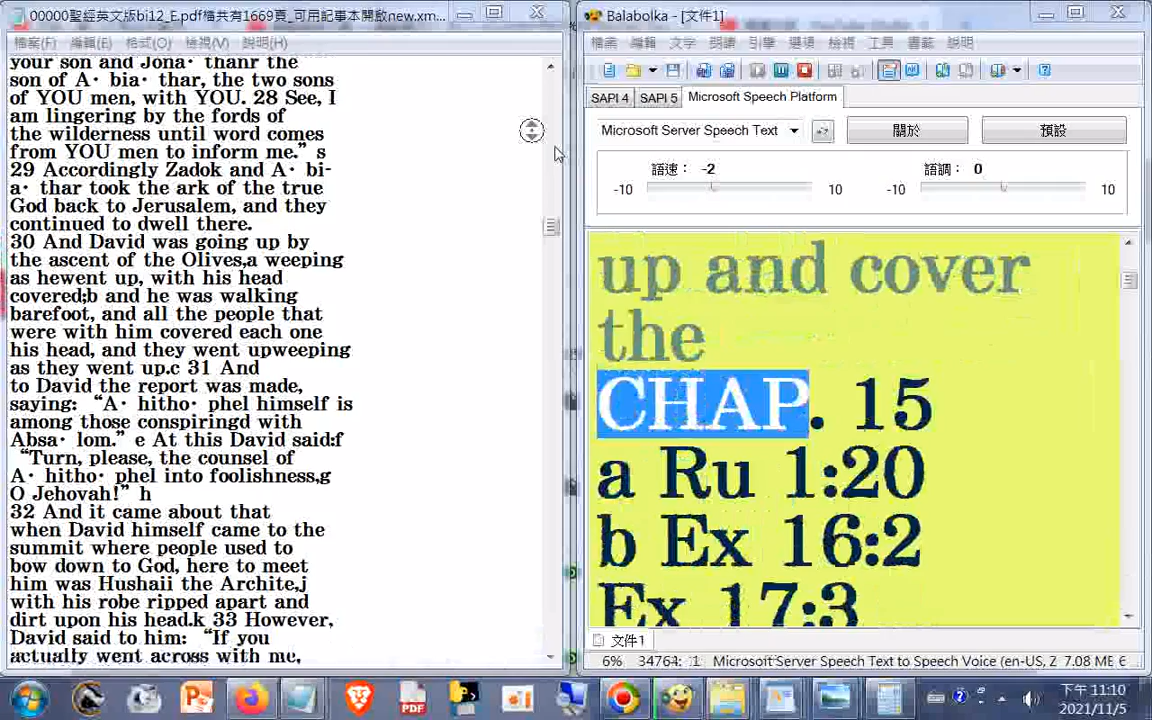 00000聖經英文版bi12_E.pdf檔共有1669頁_可用記事本開啟new.xm...
檔案(F) 編輯(E) 格式(O) 檢視(V) 說明(H)
your son and Jona・thanr the
son of A・bia・thar, the two sons
of YOU men, with YOU. 28 See, I
am lingering by the fords of
the wilderness until word comes
from YOU men to inform me.” s
29 Accordingly Zadok and A・bi-
a・thar took the ark of the true
God back to Jerusalem, and they
continued to dwell there.
30 And David was going up by
the ascent of the Olives,a weeping
as hewent up, with his head
covered;b and he was walking
barefoot, and all the people that
were with him covered each one
his head, and they went upweeping
as they went up.c 31 And
to David the report was made,
saying: “A・hitho・phel himself is
among those conspiringd with
Absa・lom.” e At this David said:f
“Turn, please, the counsel of
A・hitho・phel into foolishness,g
O Jehovah!” h
32 And it came about that
when David himself came to the
summit where people used to
bow down to God, here to meet
him was Hushaii the Archite,j
with his robe ripped apart and
dirt upon his head.k 33 However,
David said to him: “If you
actually went across with me,
Balabolka - [文件1]
檔案 編輯 文字 朗讀 引擎 選項 檢視 工具 書籤 說明
SAPI 4 SAPI 5 Microsoft Speech Platform
Microsoft Server Speech Text 關於 預設
語速： -2 語調： 0
-10 10 -10 10
up and cover
the
CHAP. 15
a Ru 1:20
b Ex 16:2
Ex 17:3
文件1
6% 34764: 1 Microsoft Server Speech Text to Speech Voice (en-US, Z 7.08 MB 6
PDF
下午 11:10
2021/11/5